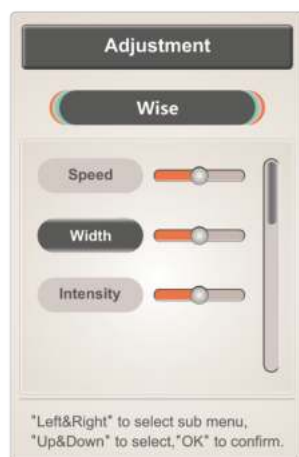 Adjustment
Wise
Speed
Width
Intensity
"Left&Right" to select sub menu,
"Up&Down" to select,"OK" to confirm.